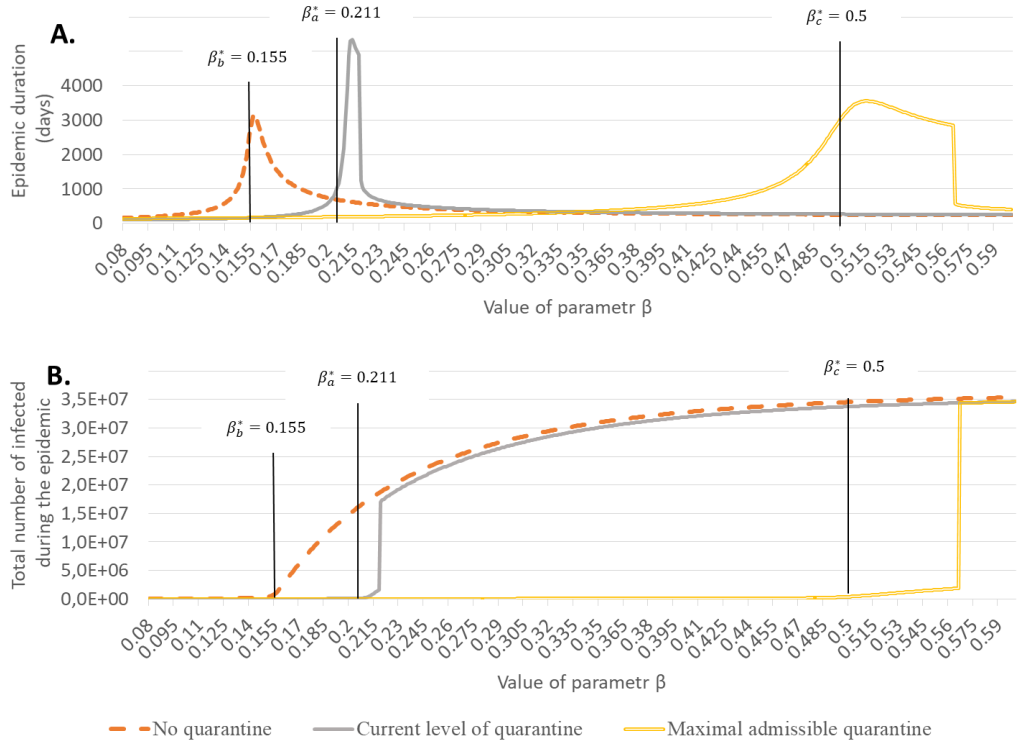 β*a = 0.211
β*c = 0.5
A.
β*b = 0.155
Epidemic duration
(days)
4000
3000
2000
1000
0
0.08 0.095 0.11 0.125 0.14 0.155 0.17 0.185 0.2 0.215 0.23 0.245 0.26 0.275 0.29 0.305 0.32 0.335 0.35 0.365 0.38 0.395 0.41 0.425 0.44 0.455 0.47 0.485 0.5 0.515 0.53 0.545 0.56 0.575 0.59
Value of parametr β
B.
β*a = 0.211
β*c = 0.5
β*b = 0.155
Total number of infected
during the epidemic
3,5E+07
3,0E+07
2,5E+07
2,0E+07
1,5E+07
1,0E+07
5,0E+06
0,0E+00
0.08 0.095 0.11 0.125 0.14 0.155 0.17 0.185 0.2 0.215 0.23 0.245 0.26 0.275 0.29 0.305 0.32 0.335 0.35 0.365 0.38 0.395 0.41 0.425 0.44 0.455 0.47 0.485 0.5 0.515 0.53 0.545 0.56 0.575 0.59
Value of parametr β
No quarantine Current level of quarantine Maximal admissible quarantine